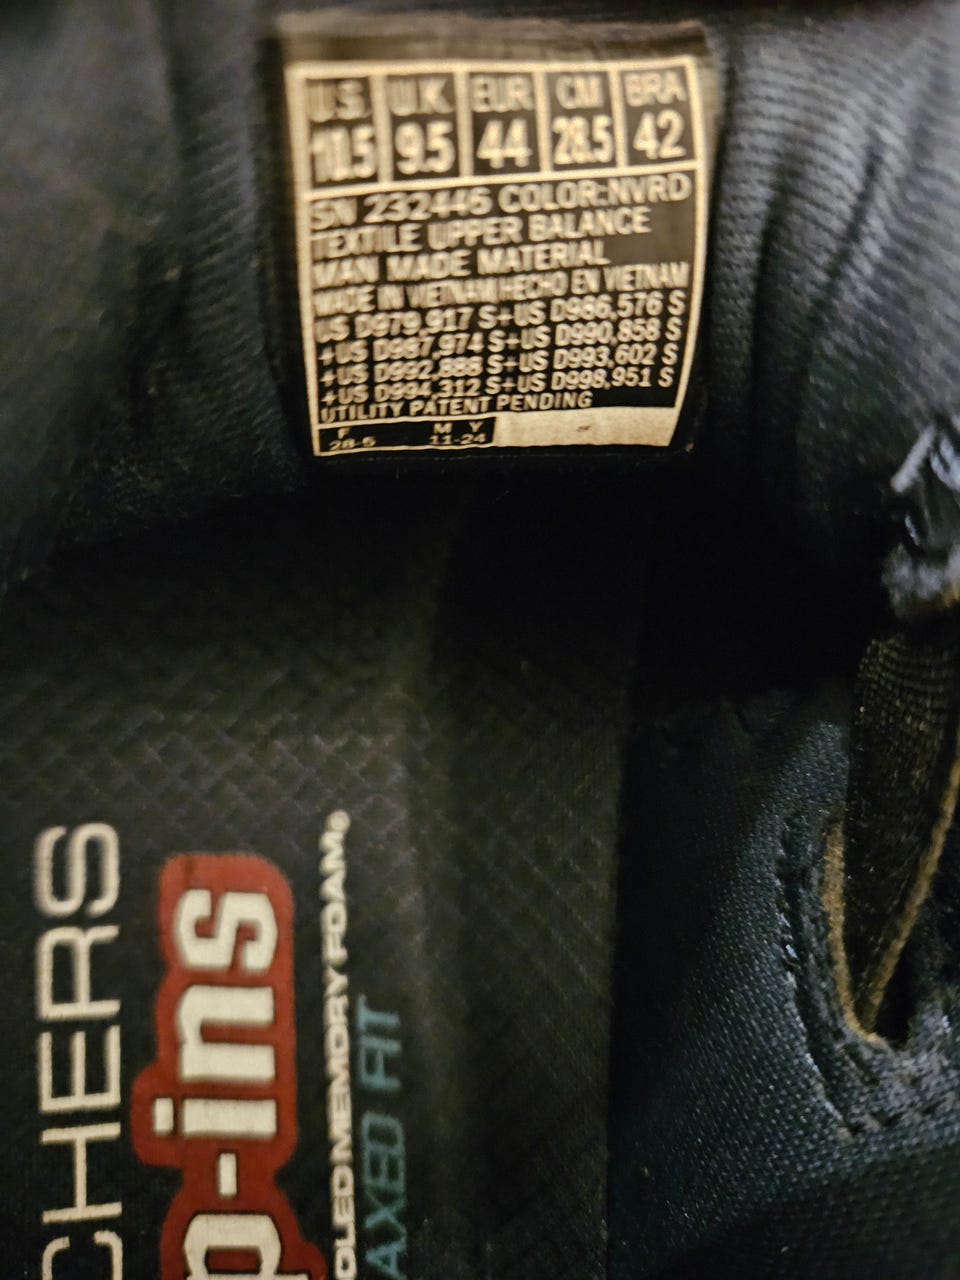 U.S. U.K. EUR CM BRA
10.5 9.5 44 28.5 42
SN 232446 COLOR:NVRD
TEXTILE UPPER BALANCE
MAN MADE MATERIAL
MADE IN VIETNAM/HECHO EN VIETNAM
US D979,917 S+US D986,576 S
+US D987,974 S+US D990,858 S
+US D992,888 S+US D993,602 S
+US D994,312 S+US D998,951 S
UTILITY PATENT PENDING
F M Y
28-5 11-24
CHERS
p-ins
OLED MEMORY FOAM®
AXED FIT